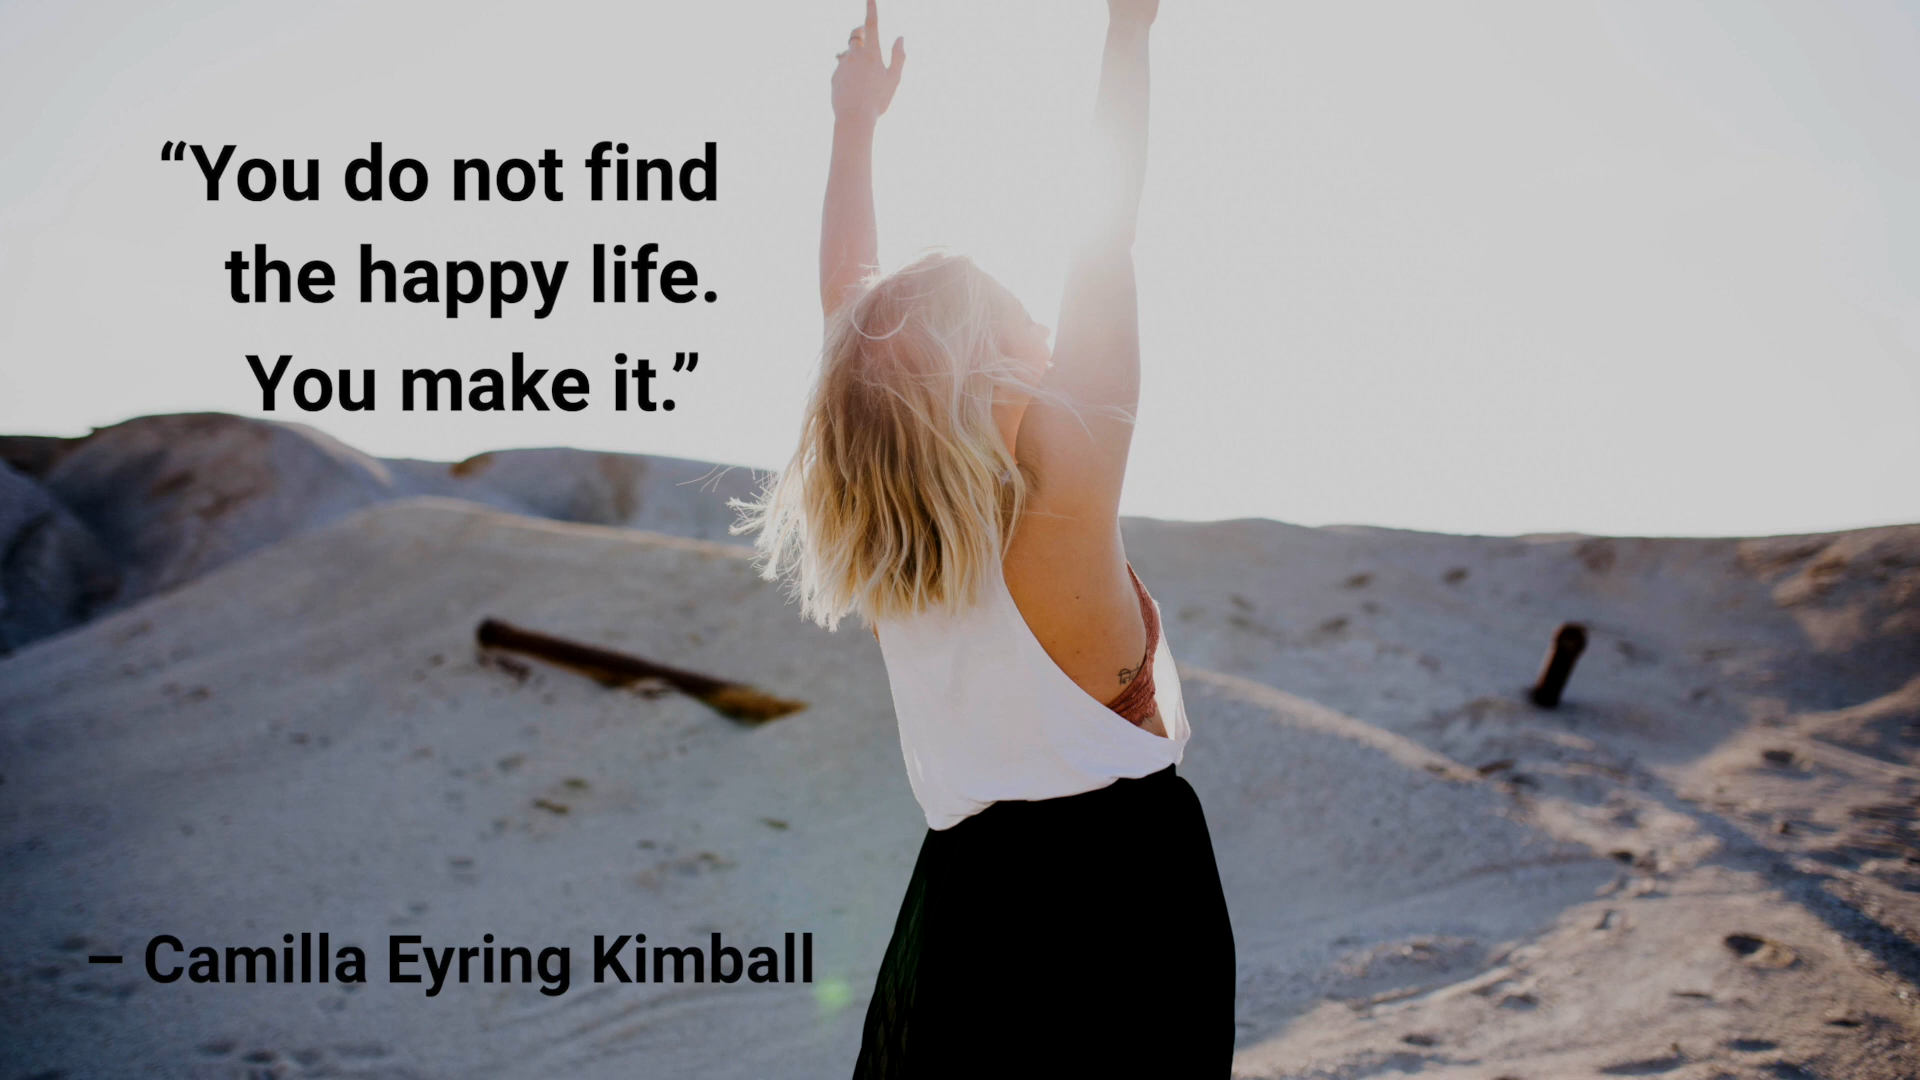 “You do not find
the happy life.
You make it.”
– Camilla Eyring Kimball